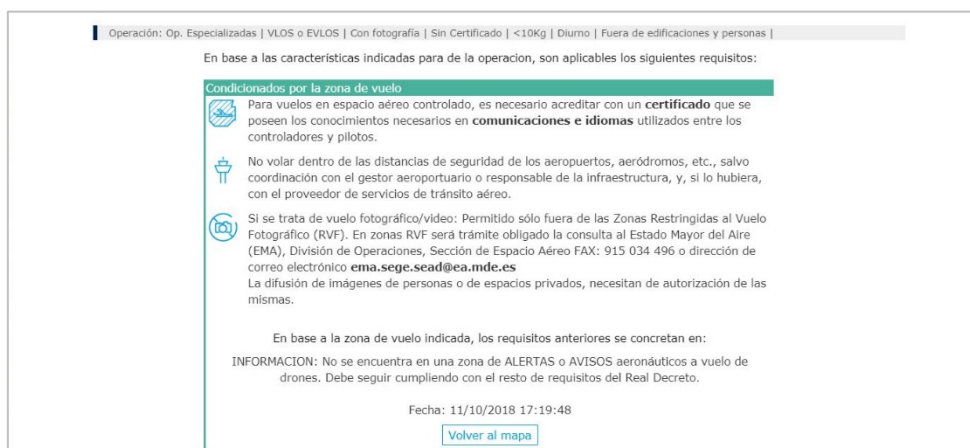 Operación: Op. Especializadas | VLOS o EVLOS | Con fotografía | Sin Certificado | <10Kg | Diurno | Fuera de edificaciones y personas |
En base a las características indicadas para de la operacion, son aplicables los siguientes requisitos:
Condicionados por la zona de vuelo
Para vuelos en espacio aéreo controlado, es necesario acreditar con un certificado que se
poseen los conocimientos necesarios en comunicaciones e idiomas utilizados entre los
controladores y pilotos.
No volar dentro de las distancias de seguridad de los aeropuertos, aeródromos, etc., salvo
coordinación con el gestor aeroportuario o responsable de la infraestructura, y, si lo hubiera,
con el proveedor de servicios de tránsito aéreo.
Si se trata de vuelo fotográfico/video: Permitido sólo fuera de las Zonas Restringidas al Vuelo
Fotográfico (RVF). En zonas RVF será trámite obligado la consulta al Estado Mayor del Aire
(EMA), División de Operaciones, Sección de Espacio Aéreo FAX: 915 034 496 o dirección de
correo electrónico ema.sege.sead@ea.mde.es
La difusión de imágenes de personas o de espacios privados, necesitan de autorización de las
mismas.
En base a la zona de vuelo indicada, los requisitos anteriores se concretan en:
INFORMACION: No se encuentra en una zona de ALERTAS o AVISOS aeronáuticos a vuelo de
drones. Debe seguir cumpliendo con el resto de requisitos del Real Decreto.
Fecha: 11/10/2018 17:19:48
Volver al mapa